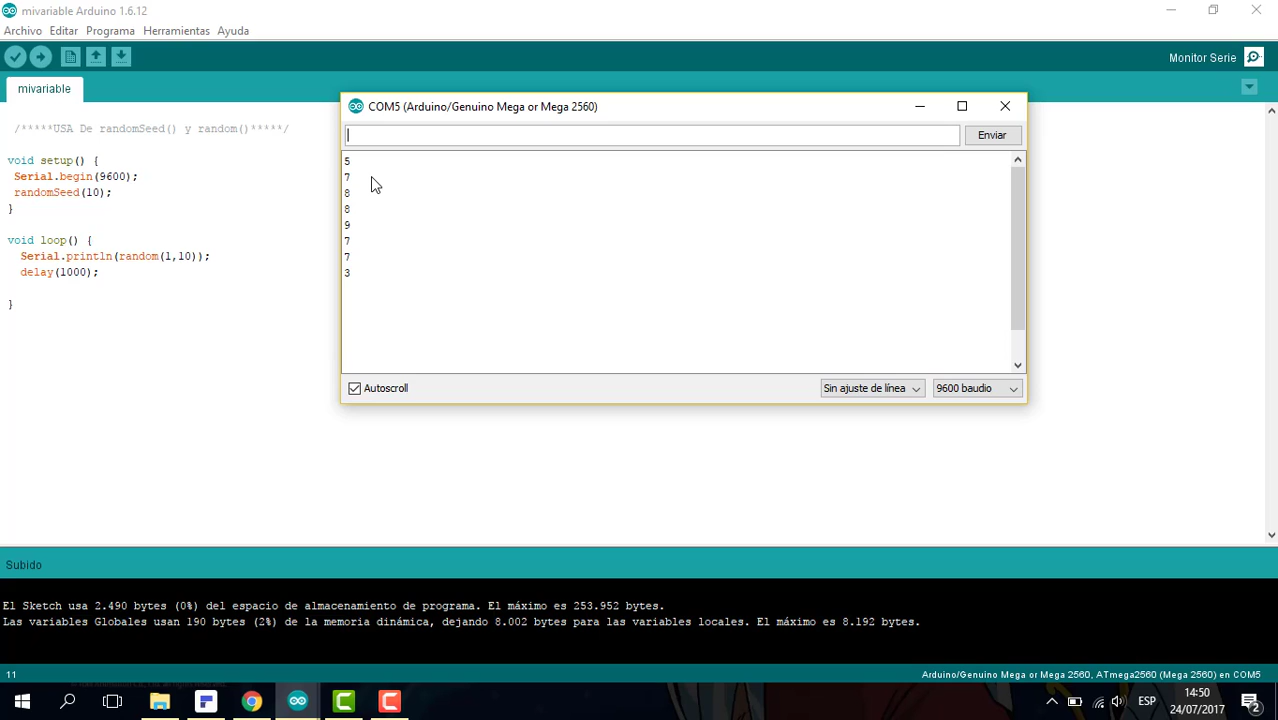 mivariable Arduino 1.6.12
Archivo Editar Programa Herramientas Ayuda
Monitor Serie
mivariable
/*****USA De randomSeed() y random()*****/
void setup() {
Serial.begin(9600);
randomSeed(10);
}
void loop() {
Serial.println(random(1,10));
delay(1000);
}
COM5 (Arduino/Genuino Mega or Mega 2560)
Enviar
5
7
8
8
9
7
7
3
Autoscroll
Sin ajuste de línea
9600 baudio
Subido
El Sketch usa 2.490 bytes (0%) del espacio de almacenamiento de programa. El máximo es 253.952 bytes.
Las variables Globales usan 190 bytes (2%) de la memoria dinámica, dejando 8.002 bytes para las variables locales. El máximo es 8.192 bytes.
11
Arduino/Genuino Mega or Mega 2560, ATmega2560 (Mega 2560) en COM5
ESP
14:50
24/07/2017
2